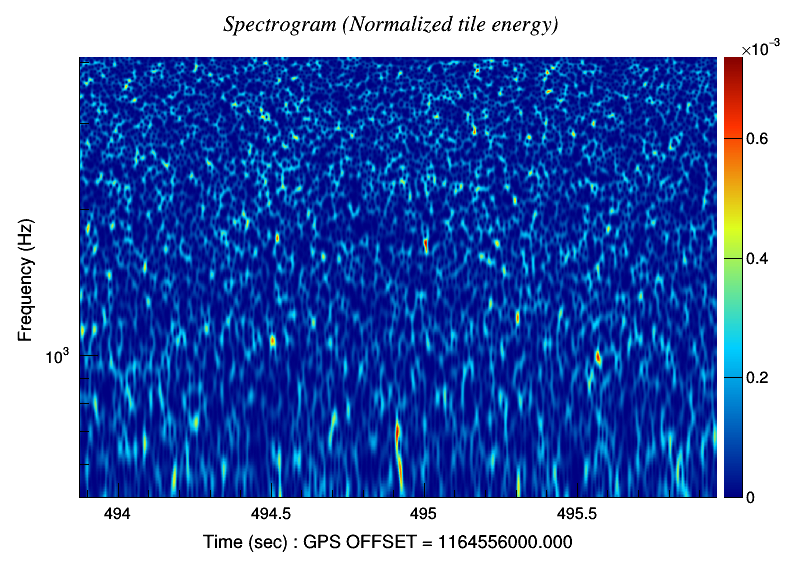 Spectrogram (Normalized tile energy)
×10⁻³
0.6
0.4
0.2
0
Frequency (Hz)
10³
494 494.5 495 495.5
Time (sec) : GPS OFFSET = 1164556000.000